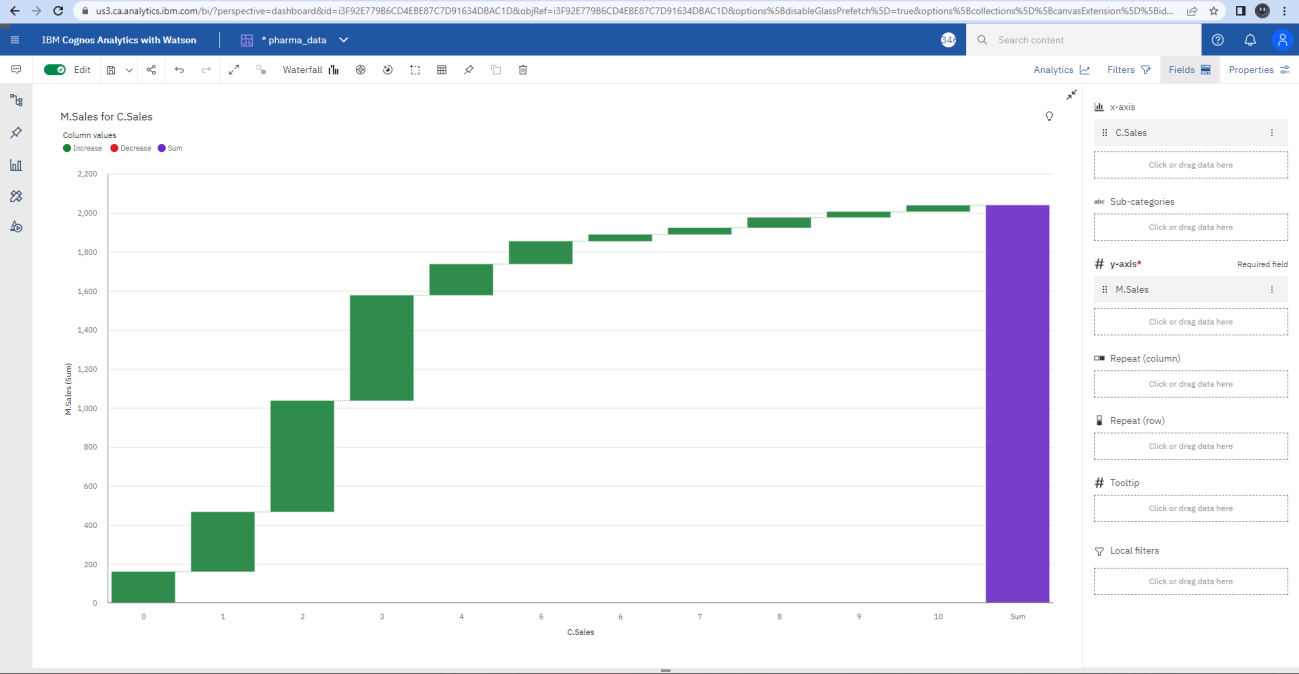 us3.ca.analytics.ibm.com/bi/?perspective=dashboard&id=i3F92E779B6CD4EBE87C7D91634DBAC1D&objRef=i3F92E779B6CD4EBE87C7D91634DBAC1D&options%5BdisableGlassPrefetch%5D=true&options%5Bcollections%5D%5BcanvasExtension%5D%5Bid...
IBM Cognos Analytics with Watson
* pharma_data
346
Search content
Edit
Waterfall
Analytics
Filters
Fields
Properties
M.Sales for C.Sales
Column values
Increase
Decrease
Sum
2,200
2,000
1,800
1,600
1,400
1,200
1,000
800
600
400
200
0
M.Sales (Sum)
0
1
2
3
4
5
6
7
8
9
10
Sum
C.Sales
x-axis
C.Sales
Click or drag data here
abc Sub-categories
Click or drag data here
# y-axis* Required field
M.Sales
Click or drag data here
Repeat (column)
Click or drag data here
Repeat (row)
Click or drag data here
# Tooltip
Click or drag data here
Local filters
Click or drag data here